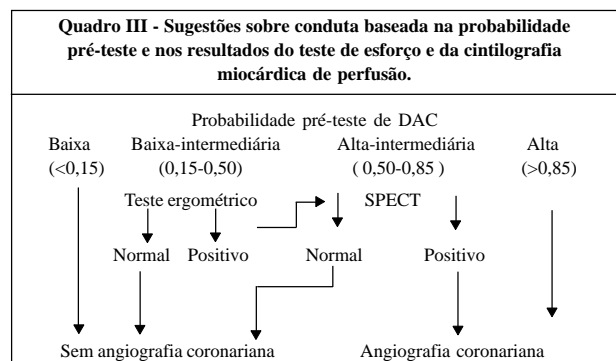 Quadro III - Sugestões sobre conduta baseada na probabilidade
pré-teste e nos resultados do teste de esforço e da cintilografia
miocárdica de perfusão.
Probabilidade pré-teste de DAC
Baixa Baixa-intermediária Alta-intermediária Alta
(<0,15) (0,15-0,50) ( 0,50-0,85 ) (>0,85)
Teste ergométrico SPECT
Normal Positivo Normal Positivo
Sem angiografia coronariana Angiografia coronariana